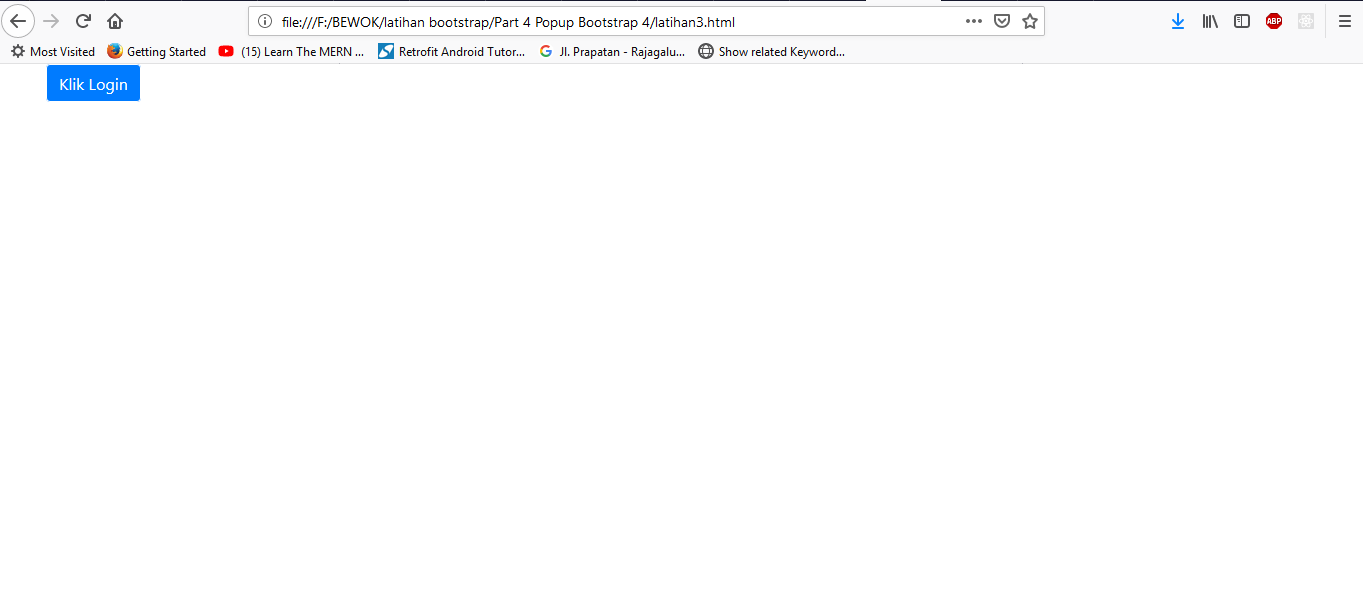 file:///F:/BEWOK/latihan bootstrap/Part 4 Popup Bootstrap 4/latihan3.html
ABP
Most Visited Getting Started (15) Learn The MERN ... Retrofit Android Tutor... Jl. Prapatan - Rajagalu... Show related Keyword...
Klik Login